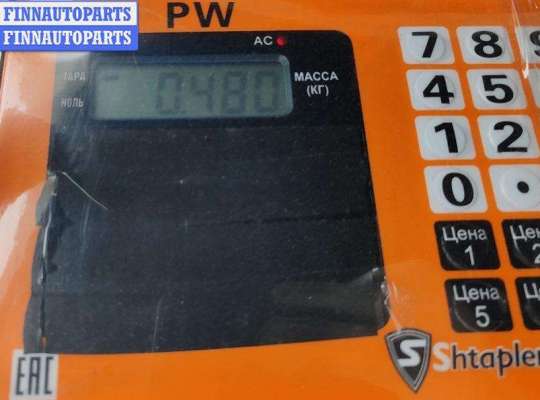 FINNAUTOPARTS
FINNAUTOPARTS
PW
AC
ТАРА
НОЛЬ
0.480
МАССА
(КГ)
7 8 9
4 5
1 2
0 .
Цена
1
Цена
5
Shtapler
EAC